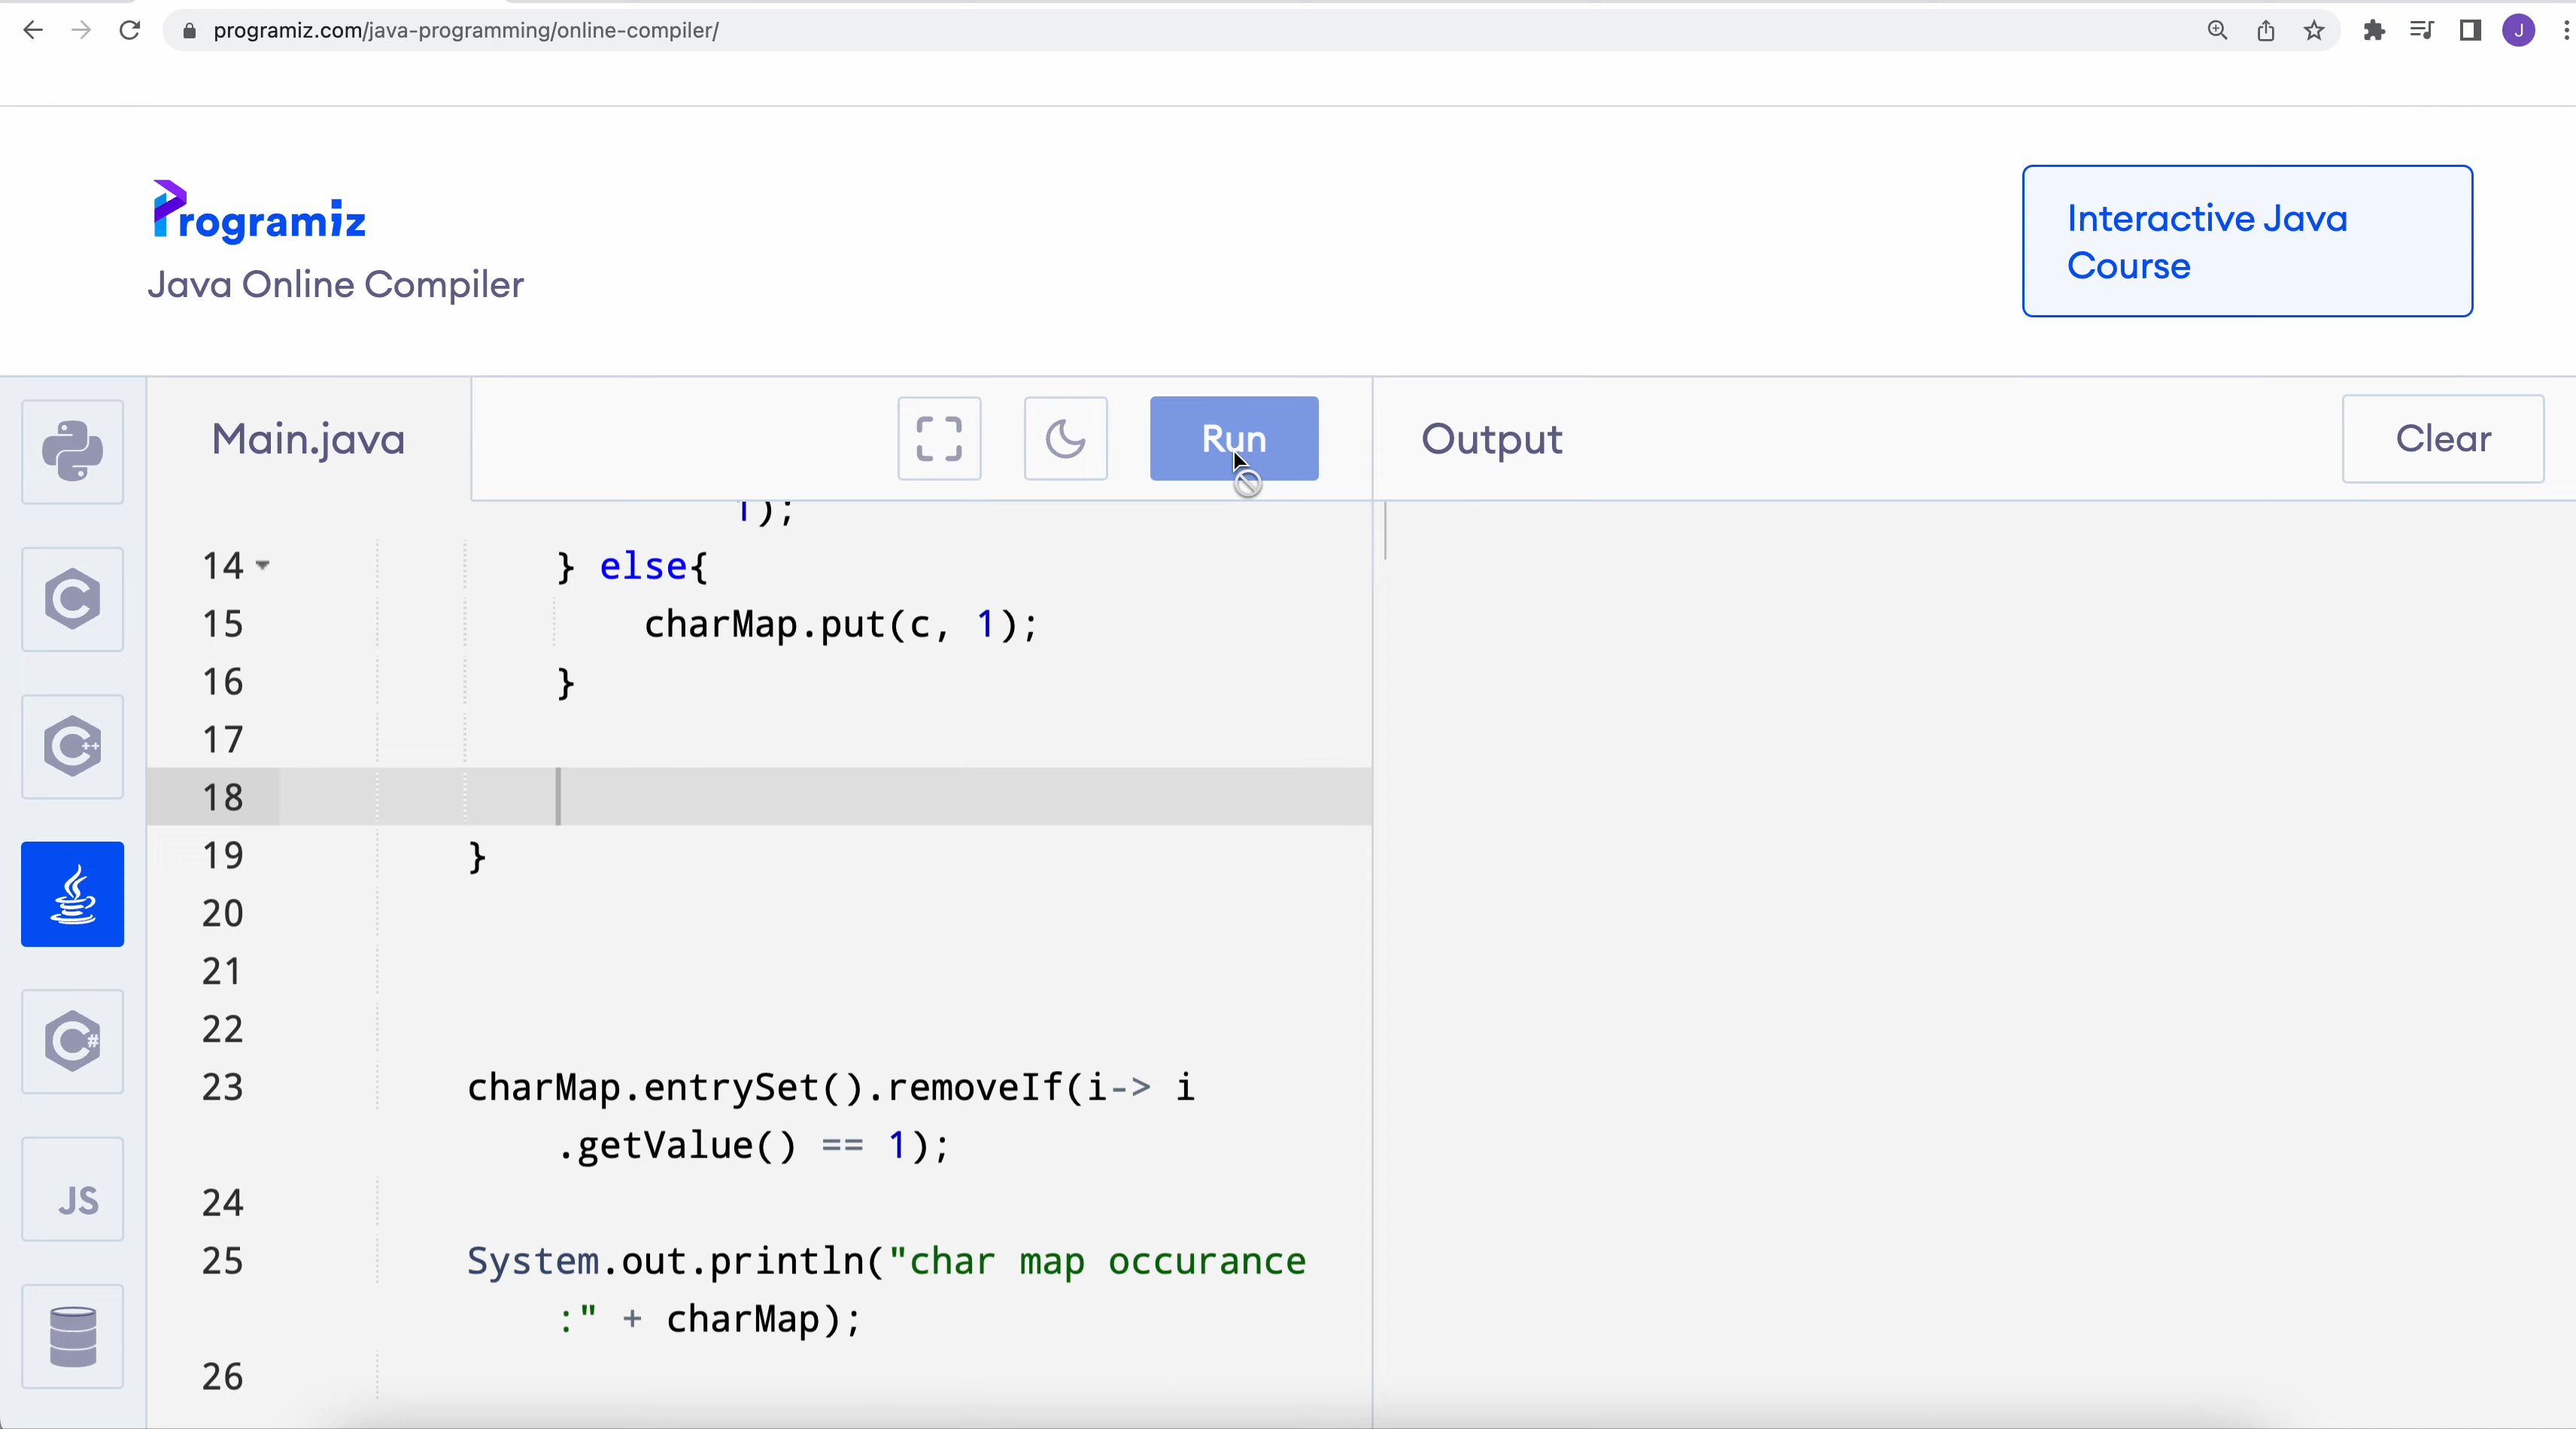 programiz.com/java-programming/online-compiler/
J
Programiz
Java Online Compiler
Interactive Java
Course
Main.java
Run
Output
Clear
1);
14
} else{
15
charMap.put(c, 1);
16
}
17
18
19
}
20
21
22
23
charMap.entrySet().removeIf(i-> i
.getValue() == 1);
24
25
System.out.println("char map occurance
:" + charMap);
26
C
C++
C#
JS